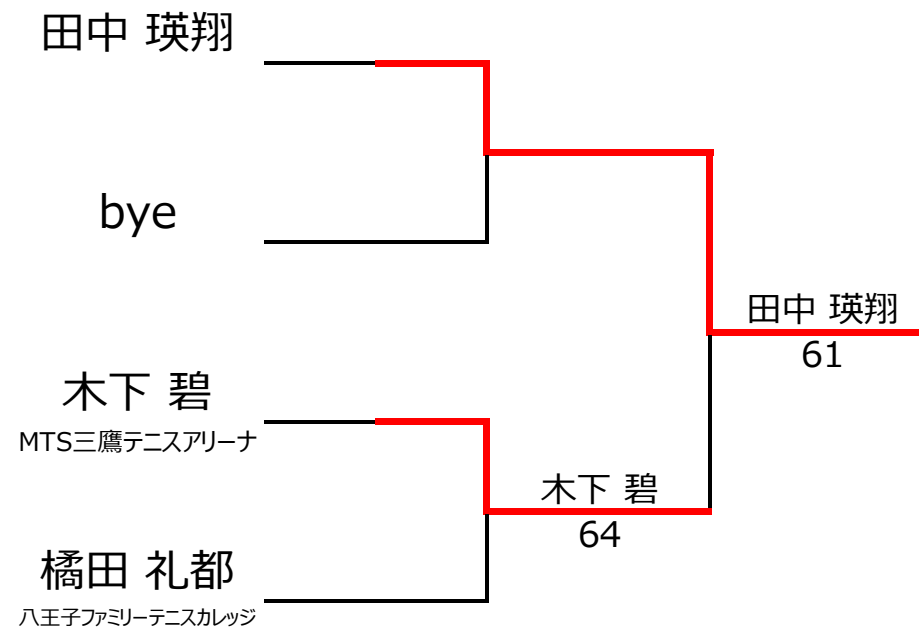 田中 瑛翔
bye
木下 碧
MTS三鷹テニスアリーナ
橘田 礼都
八王子ファミリーテニスカレッジ
木下 碧
64
田中 瑛翔
61